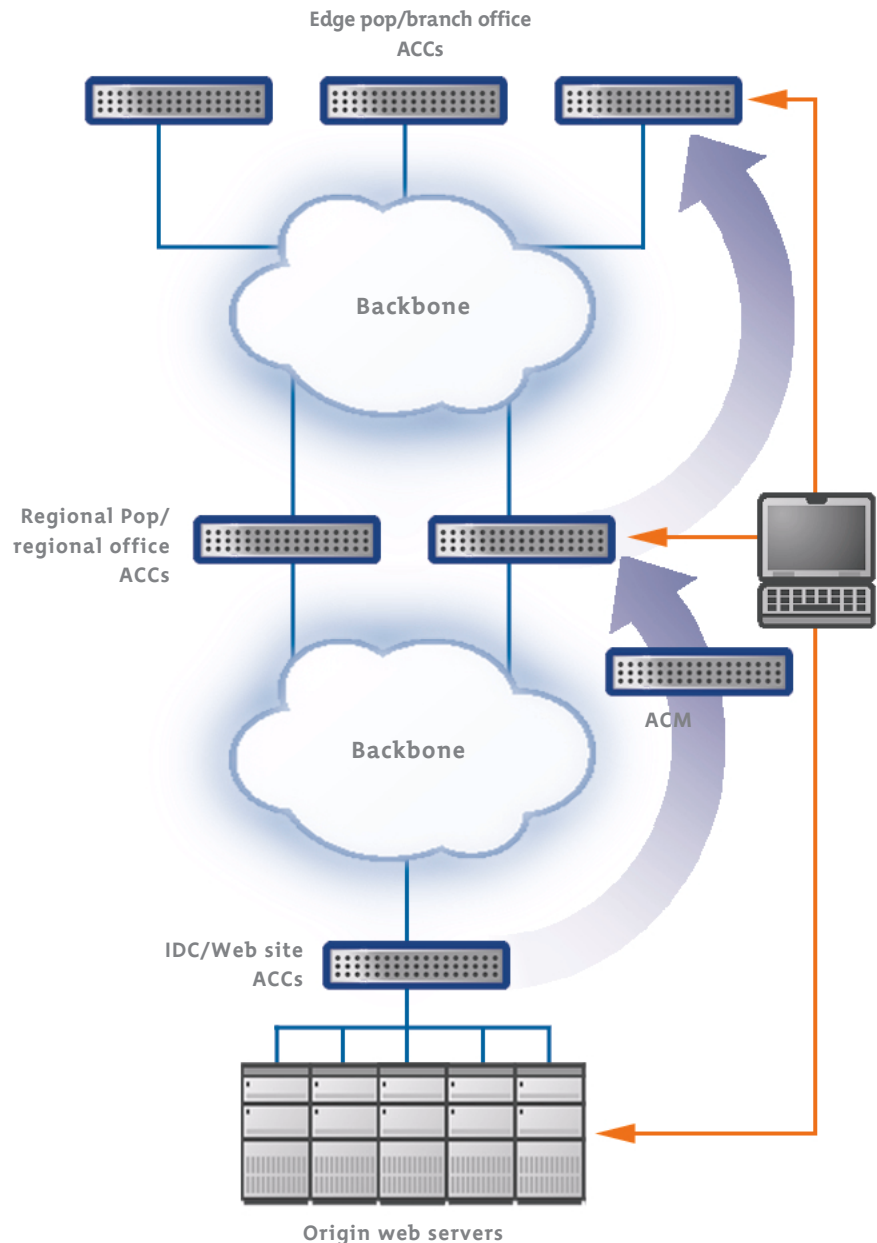 Edge pop/branch office
ACCs
Backbone
Regional Pop/
regional office
ACCs
ACM
Backbone
IDC/Web site
ACCs
Origin web servers